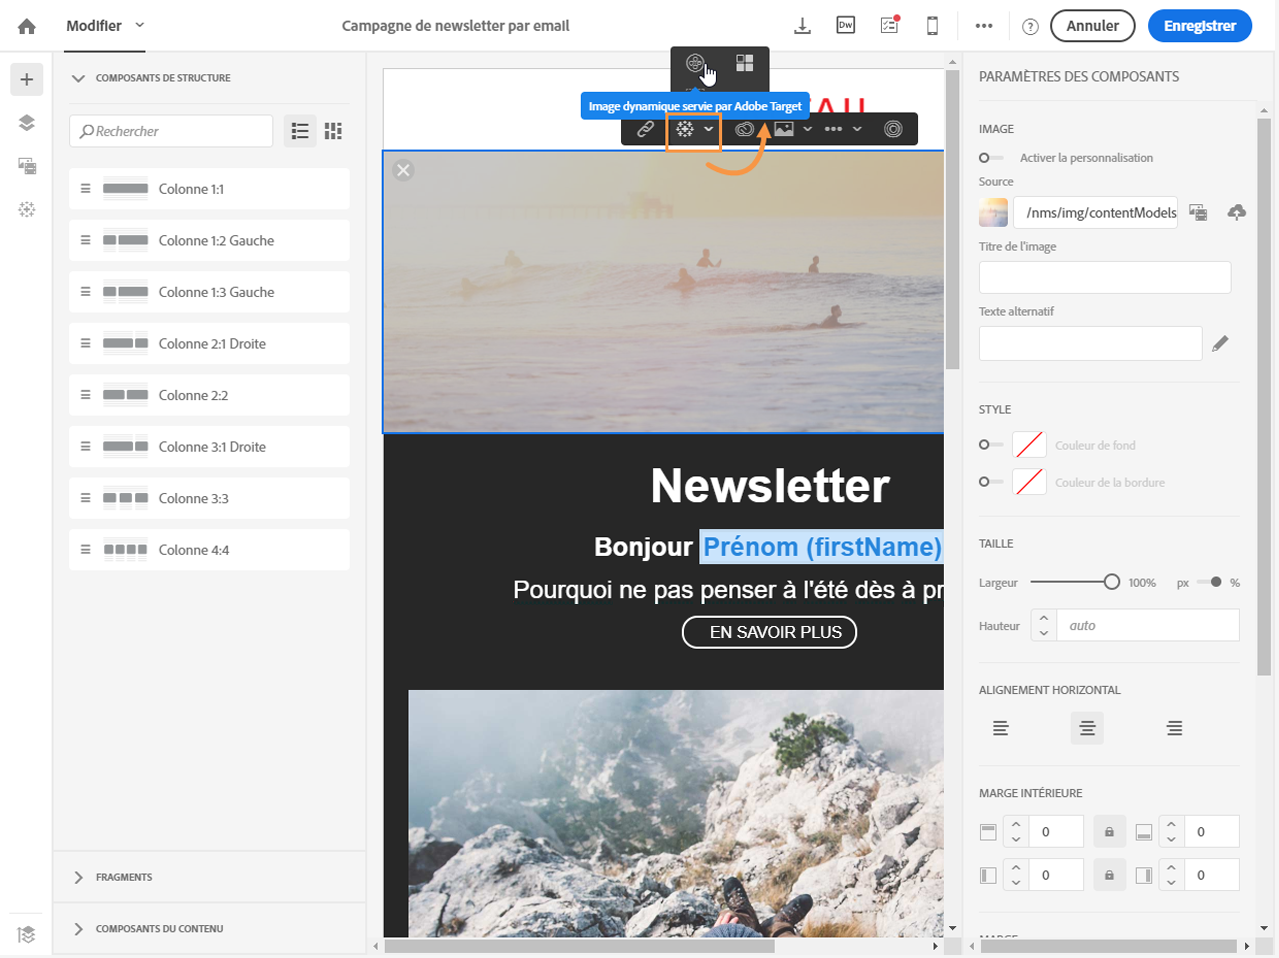 Modifier
Campagne de newsletter par email
Dw
Annuler
Enregistrer
COMPOSANTS DE STRUCTURE
Rechercher
Colonne 1:1
Colonne 1:2 Gauche
Colonne 1:3 Gauche
Colonne 2:1 Droite
Colonne 2:2
Colonne 3:1 Droite
Colonne 3:3
Colonne 4:4
FRAGMENTS
COMPOSANTS DU CONTENU
Image dynamique servie par Adobe Target
Newsletter
Bonjour Prénom (firstName)
Pourquoi ne pas penser à l'été dès à pr
EN SAVOIR PLUS
PARAMÈTRES DES COMPOSANTS
IMAGE
Activer la personnalisation
Source
/nms/img/contentModels
Titre de l'image
Texte alternatif
STYLE
Couleur de fond
Couleur de la bordure
TAILLE
Largeur 100% px %
Hauteur auto
ALIGNEMENT HORIZONTAL
MARGE INTÉRIEURE
0 0
0 0
MARGE